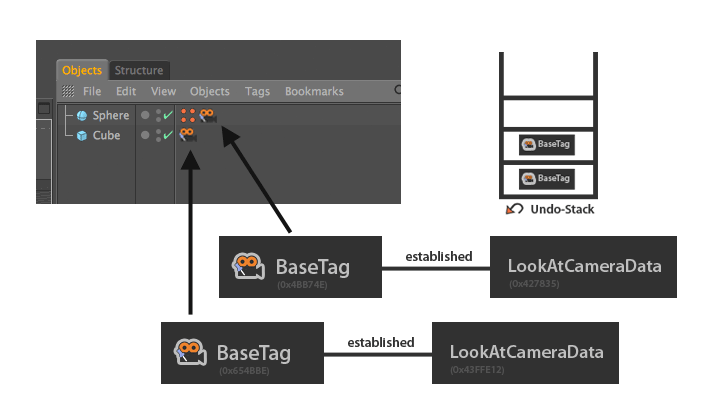 Objects Structure
File Edit View Objects Tags Bookmarks
Sphere
Cube
BaseTag
BaseTag
Undo-Stack
BaseTag
(0x4BB74E)
established
LookAtCameraData
(0x427835)
BaseTag
(0x654BBE)
established
LookAtCameraData
(0x43FFE12)